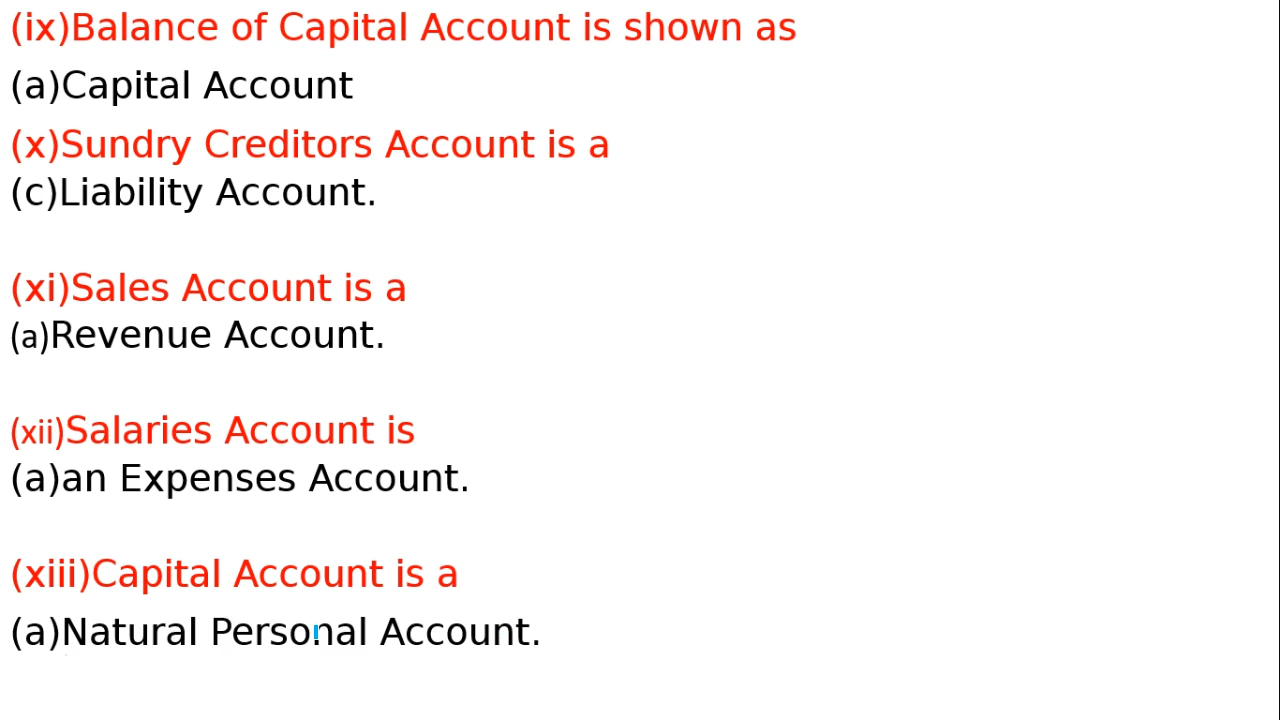 (ix)Balance of Capital Account is shown as
(a)Capital Account
(x)Sundry Creditors Account is a
(c)Liability Account.
(xi)Sales Account is a
(a)Revenue Account.
(xii)Salaries Account is
(a)an Expenses Account.
(xiii)Capital Account is a
(a)Natural Personal Account.